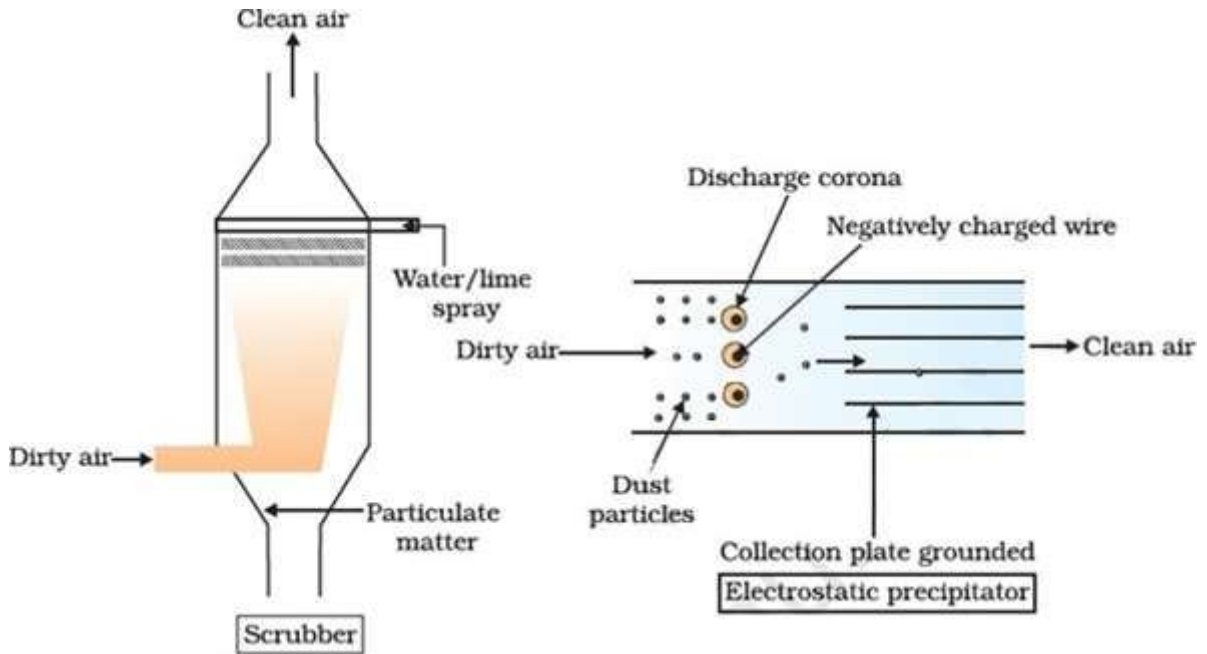 Clean air
Water/lime
spray
Dirty air
Particulate
matter
Scrubber
Discharge corona
Negatively charged wire
Dirty air
Clean air
Dust
particles
Collection plate grounded
Electrostatic precipitator